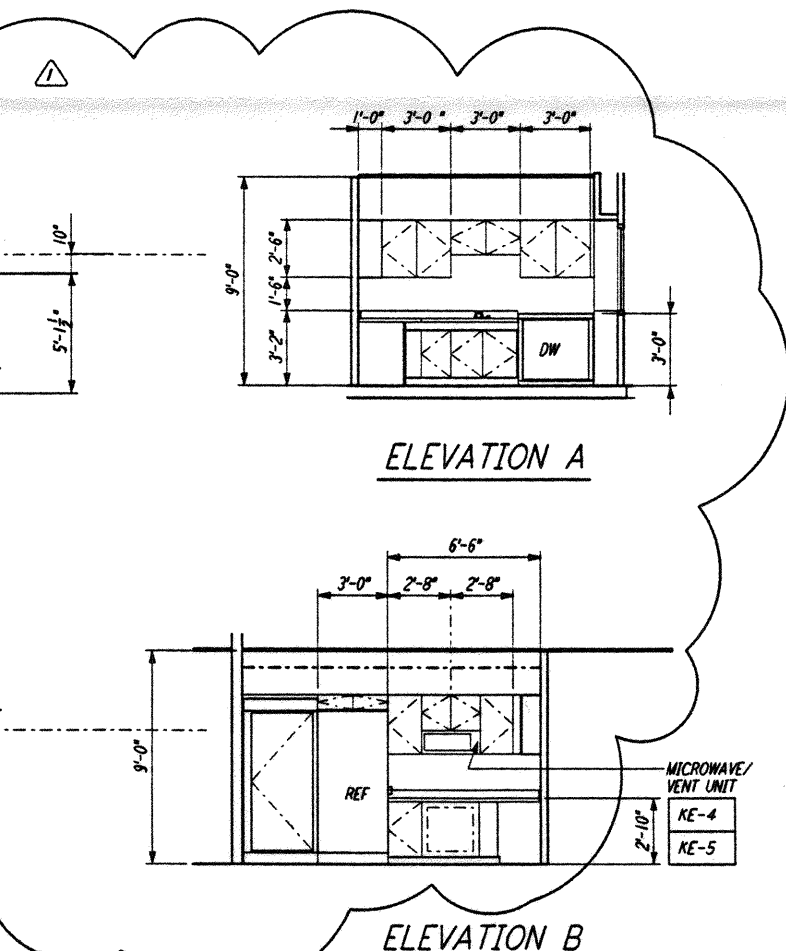 1
1'-0" 3'-0" 3'-0" 3'-0"
10"
2'-6"
9'-0"
1'-6"
5'-1½"
3'-2"
DW
3'-0"
ELEVATION A
6'-6"
3'-0" 2'-8" 2'-8"
9'-0"
MICROWAVE/
VENT UNIT
REF
KE-4
2'-10"
KE-5
ELEVATION B